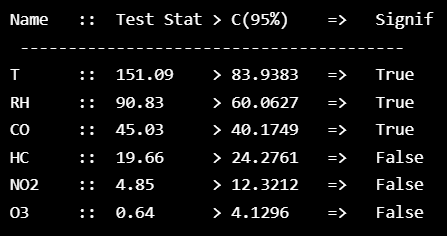 Name :: Test Stat > C(95%) => Signif
----------------------------------------
T :: 151.09 > 83.9383 => True
RH :: 90.83 > 60.0627 => True
CO :: 45.03 > 40.1749 => True
HC :: 19.66 > 24.2761 => False
NO2 :: 4.85 > 12.3212 => False
O3 :: 0.64 > 4.1296 => False